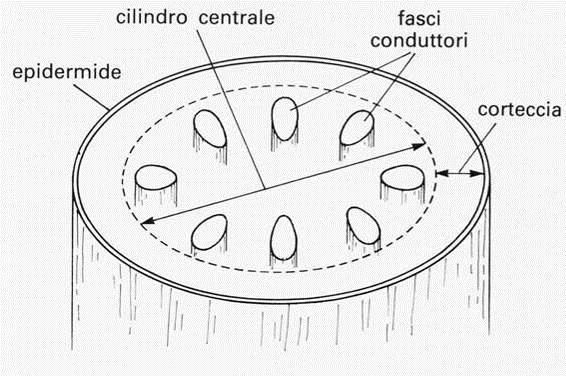 cilindro centrale
fasci
conduttori
epidermide
corteccia